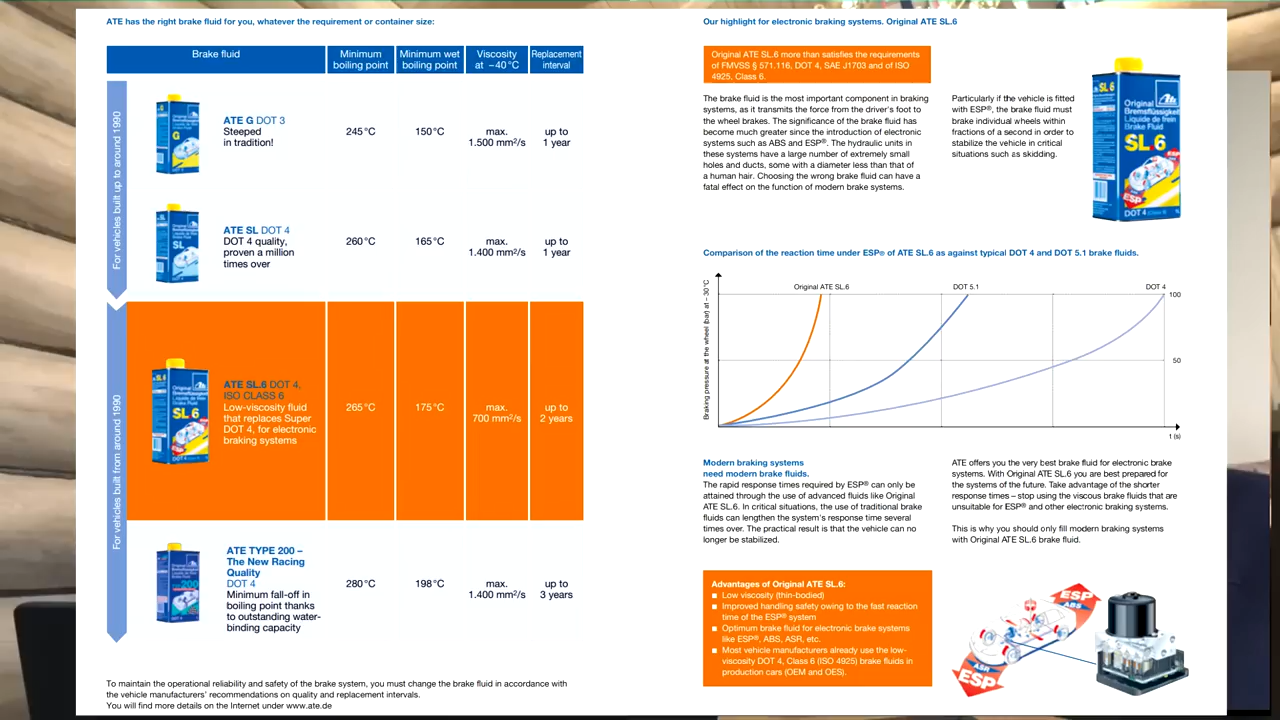 ATE has the right brake fluid for you, whatever the requirement or container size:
Brake fluid
Minimum
boiling point
Minimum wet
boiling point
Viscosity
at –40 °C
Replacement
interval
For vehicles built up to around 1990
ATE G DOT 3
Steeped
in tradition!
245 °C
150 °C
max.
1.500 mm²/s
up to
1 year
ATE SL DOT 4
DOT 4 quality,
proven a million
times over
260 °C
165 °C
max.
1.400 mm²/s
up to
1 year
For vehicles built from around 1990
ATE SL.6 DOT 4,
ISO CLASS 6
Low-viscosity fluid
that replaces Super
DOT 4, for electronic
braking systems
265 °C
175 °C
max.
700 mm²/s
up to
2 years
ATE TYPE 200 –
The New Racing
Quality
DOT 4
Minimum fall-off in
boiling point thanks
to outstanding water-
binding capacity
280 °C
198 °C
max.
1.400 mm²/s
up to
3 years
To maintain the operational reliability and safety of the brake system, you must change the brake fluid in accordance with
the vehicle manufacturers' recommendations on quality and replacement intervals.
You will find more details on the Internet under www.ate.de
Our highlight for electronic braking systems. Original ATE SL.6
Original ATE SL.6 more than satisfies the requirements
of FMVSS § 571.116, DOT 4, SAE J1703 and of ISO
4925, Class 6.
The brake fluid is the most important component in braking
systems, as it transmits the force from the driver's foot to
the wheel brakes. The significance of the brake fluid has
become much greater since the introduction of electronic
systems such as ABS and ESP®. The hydraulic units in
these systems have a large number of extremely small
holes and ducts, some with a diameter less than that of
a human hair. Choosing the wrong brake fluid can have a
fatal effect on the function of modern brake systems.
Particularly if the vehicle is fitted
with ESP®, the brake fluid must
brake individual wheels within
fractions of a second in order to
stabilize the vehicle in critical
situations such as skidding.
ATE
Original
Bremsflüssigkeit
Liquide de frein
Brake Fluid
SL.6
ESP
DOT 4
Comparison of the reaction time under ESP® of ATE SL.6 as against typical DOT 4 and DOT 5.1 brake fluids.
Braking pressure at the wheel (bar) at – 30 °C
Original ATE SL.6
DOT 5.1
DOT 4
100
50
1 (s)
Modern braking systems
need modern brake fluids.
The rapid response times required by ESP® can only be
attained through the use of advanced fluids like Original
ATE SL.6. In critical situations, the use of traditional brake
fluids can lengthen the system's response time several
times over. The practical result is that the vehicle can no
longer be stabilized.
ATE offers you the very best brake fluid for electronic brake
systems. With Original ATE SL.6 you are best prepared for
the systems of the future. Take advantage of the shorter
response times – stop using the viscous brake fluids that are
unsuitable for ESP® and other electronic braking systems.
This is why you should only fill modern braking systems
with Original ATE SL.6 brake fluid.
Advantages of Original ATE SL.6:
Low viscosity (thin-bodied)
Improved handling safety owing to the fast reaction
time of the ESP® system
Optimum brake fluid for electronic brake systems
like ESP®, ABS, ASR, etc.
Most vehicle manufacturers already use the low-
viscosity DOT 4, Class 6 (ISO 4925) brake fluids in
production cars (OEM and OES).
ESP
ABS
ASR
ESP